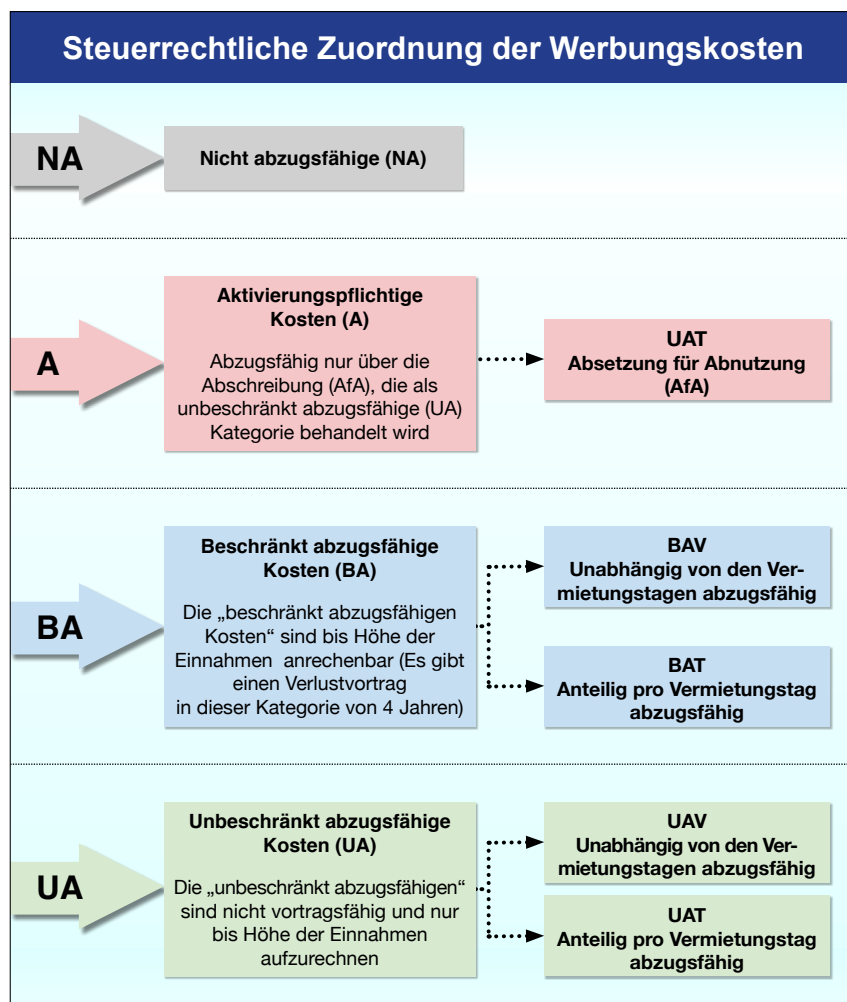 Steuerrechtliche Zuordnung der Werbungskosten
NA
Nicht abzugsfähige (NA)
A
Aktivierungspflichtige
Kosten (A)
Abzugsfähig nur über die
Abschreibung (AfA), die als
unbeschränkt abzugsfähige (UA)
Kategorie behandelt wird
UAT
Absetzung für Abnutzung
(AfA)
BA
Beschränkt abzugsfähige
Kosten (BA)
Die „beschränkt abzugsfähigen
Kosten“ sind bis Höhe der
Einnahmen anrechenbar (Es gibt
einen Verlustvortrag
in dieser Kategorie von 4 Jahren)
BAV
Unabhängig von den Ver-
mietungstagen abzugsfähig
BAT
Anteilig pro Vermietungstag
abzugsfähig
UA
Unbeschränkt abzugsfähige
Kosten (UA)
Die „unbeschränkt abzugsfähigen“
sind nicht vortragsfähig und nur
bis Höhe der Einnahmen
aufzurechnen
UAV
Unabhängig von den Ver-
mietungstagen abzugsfähig
UAT
Anteilig pro Vermietungstag
abzugsfähig